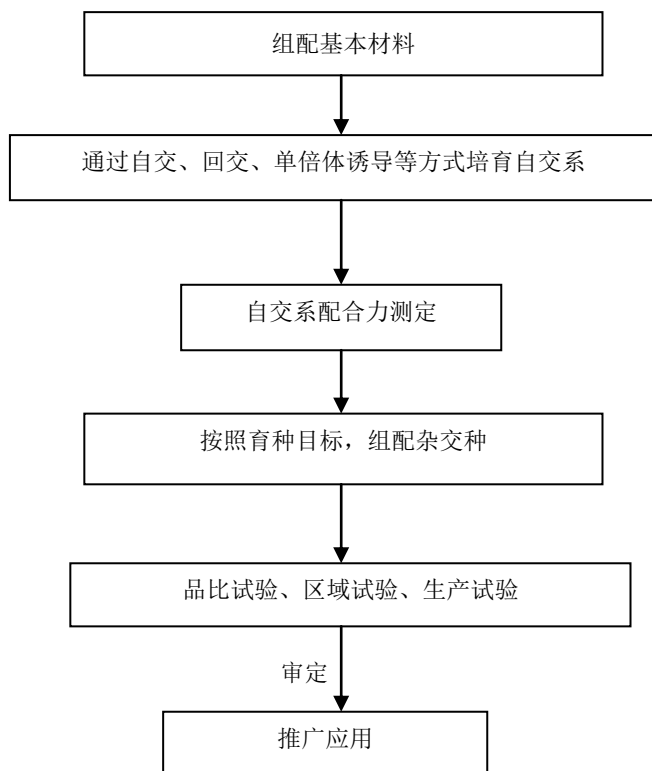 组配基本材料
通过自交、回交、单倍体诱导等方式培育自交系
自交系配合力测定
按照育种目标，组配杂交种
品比试验、区域试验、生产试验
审定
推广应用